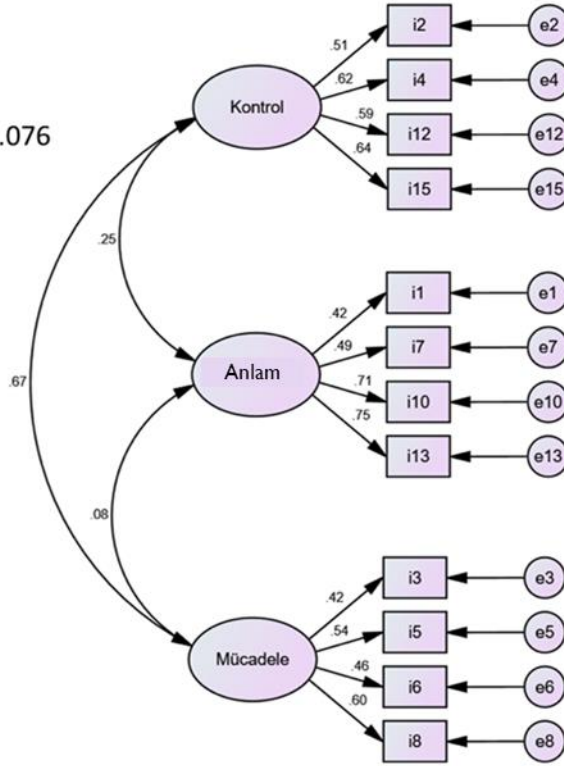 .51
i2
e2
.62
i4
e4
Kontrol
.59
i12
e12
.076
.64
i15
e15
.25
.42
i1
e1
.49
i7
e7
Anlam
.71
i10
e10
.67
.75
i13
e13
.08
.42
i3
e3
.54
i5
e5
Mücadele
.46
i6
e6
.60
i8
e8